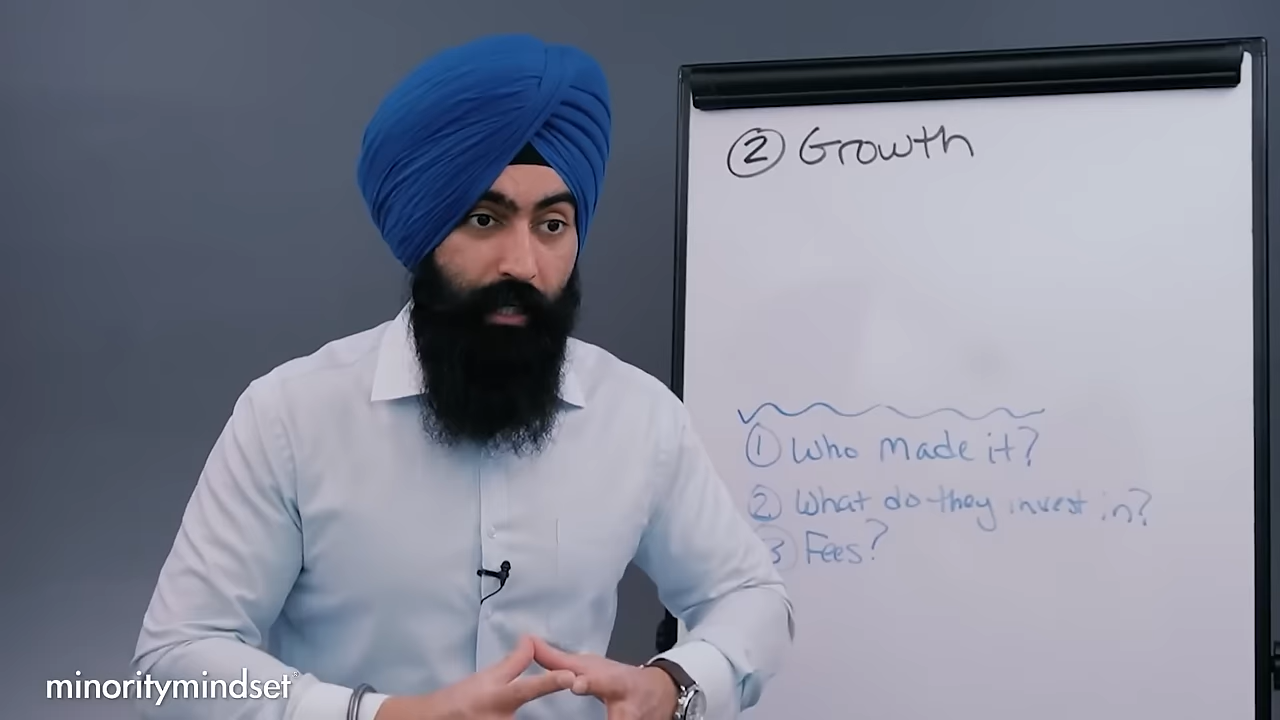 ② Growth
① Who made it?
② What do they invest in?
3 Fees?
minoritymindset